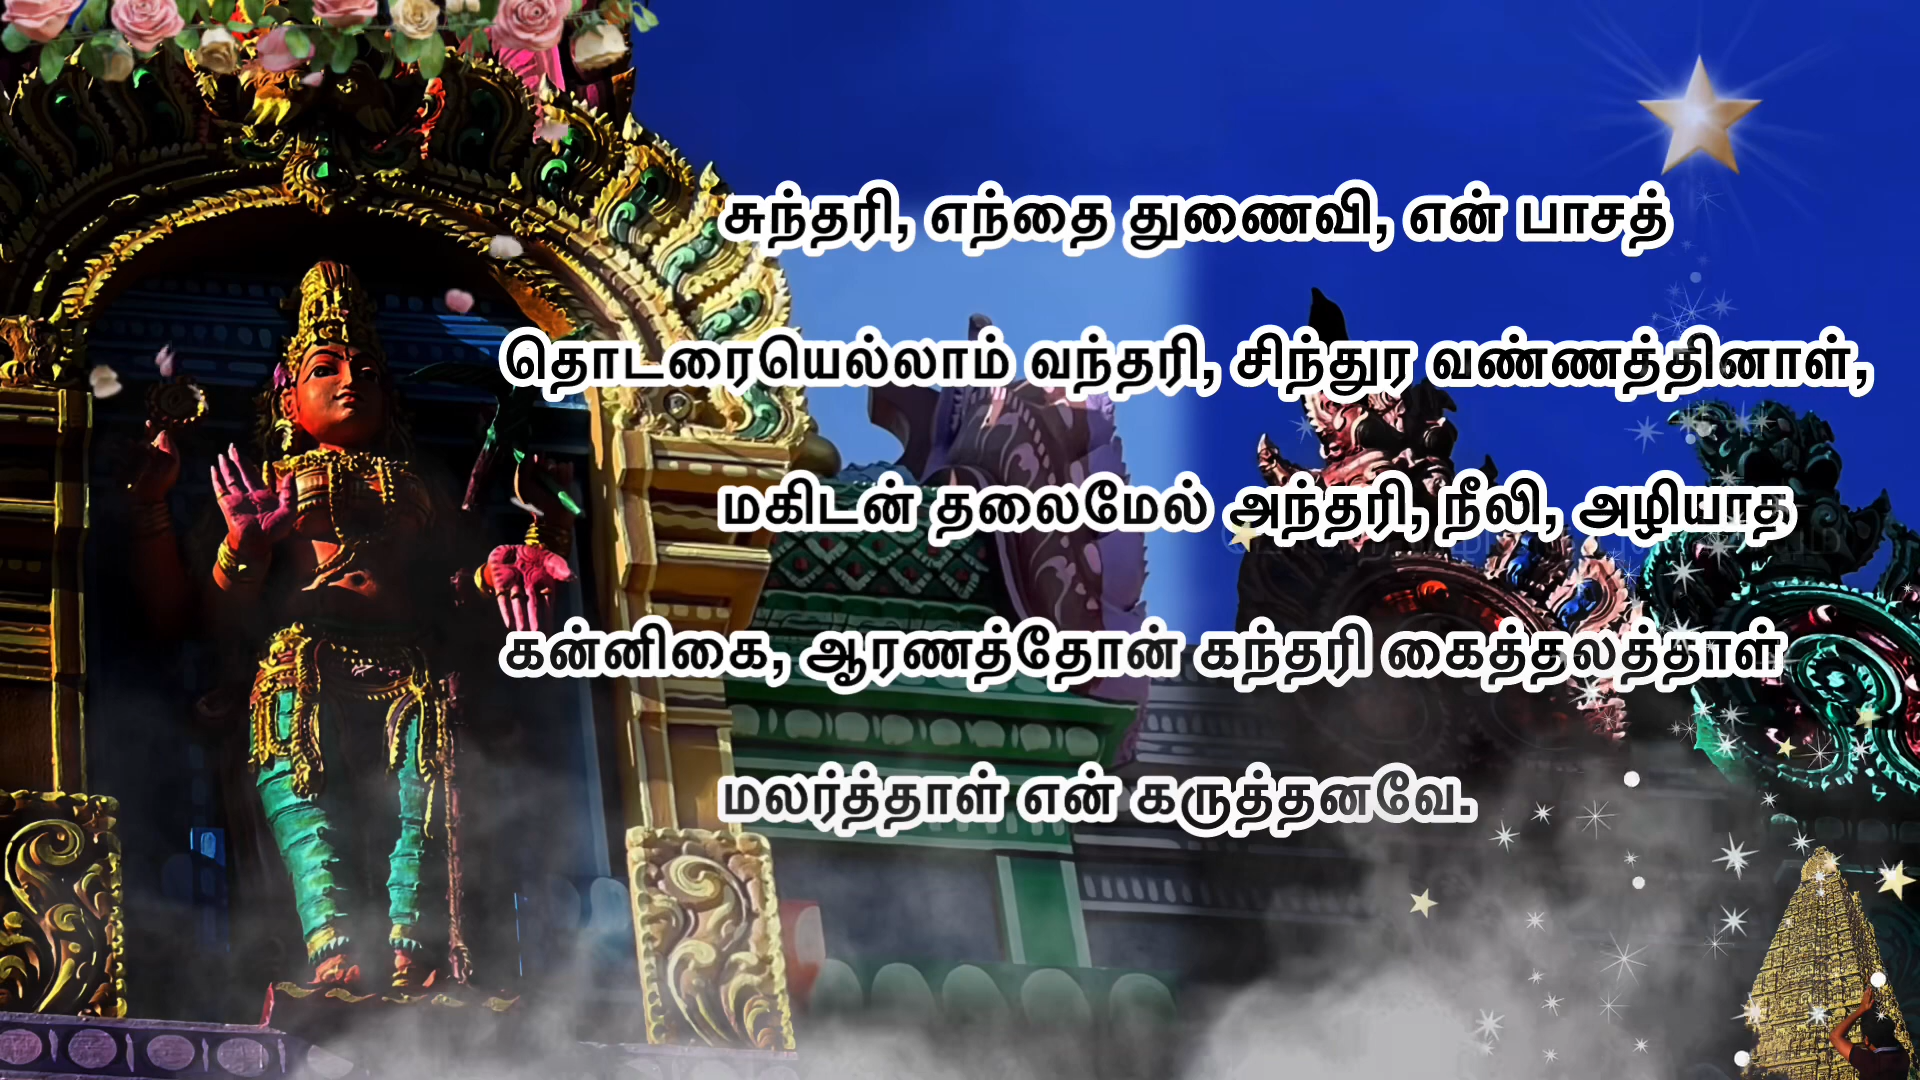 சுந்தரி, எந்தை துணைவி, என் பாசத்
தொடரையெல்லாம் வந்தரி, சிந்துர வண்ணத்தினாள்,
மகிடன் தலைமேல் அந்தரி, நீலி, அழியாத
கன்னிகை, ஆரணத்தோன் கந்தரி கைத்தலத்தாள்
மலர்த்தாள் என் கருத்தனவே.